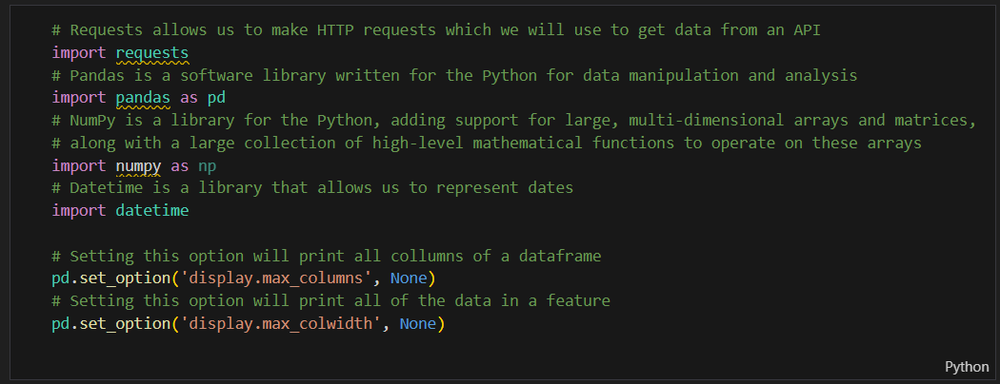 # Requests allows us to make HTTP requests which we will use to get data from an API
import requests
# Pandas is a software library written for the Python for data manipulation and analysis
import pandas as pd
# NumPy is a library for the Python, adding support for large, multi-dimensional arrays and matrices,
# along with a large collection of high-level mathematical functions to operate on these arrays
import numpy as np
# Datetime is a library that allows us to represent dates
import datetime
# Setting this option will print all collumns of a dataframe
pd.set_option('display.max_columns', None)
# Setting this option will print all of the data in a feature
pd.set_option('display.max_colwidth', None)
Python